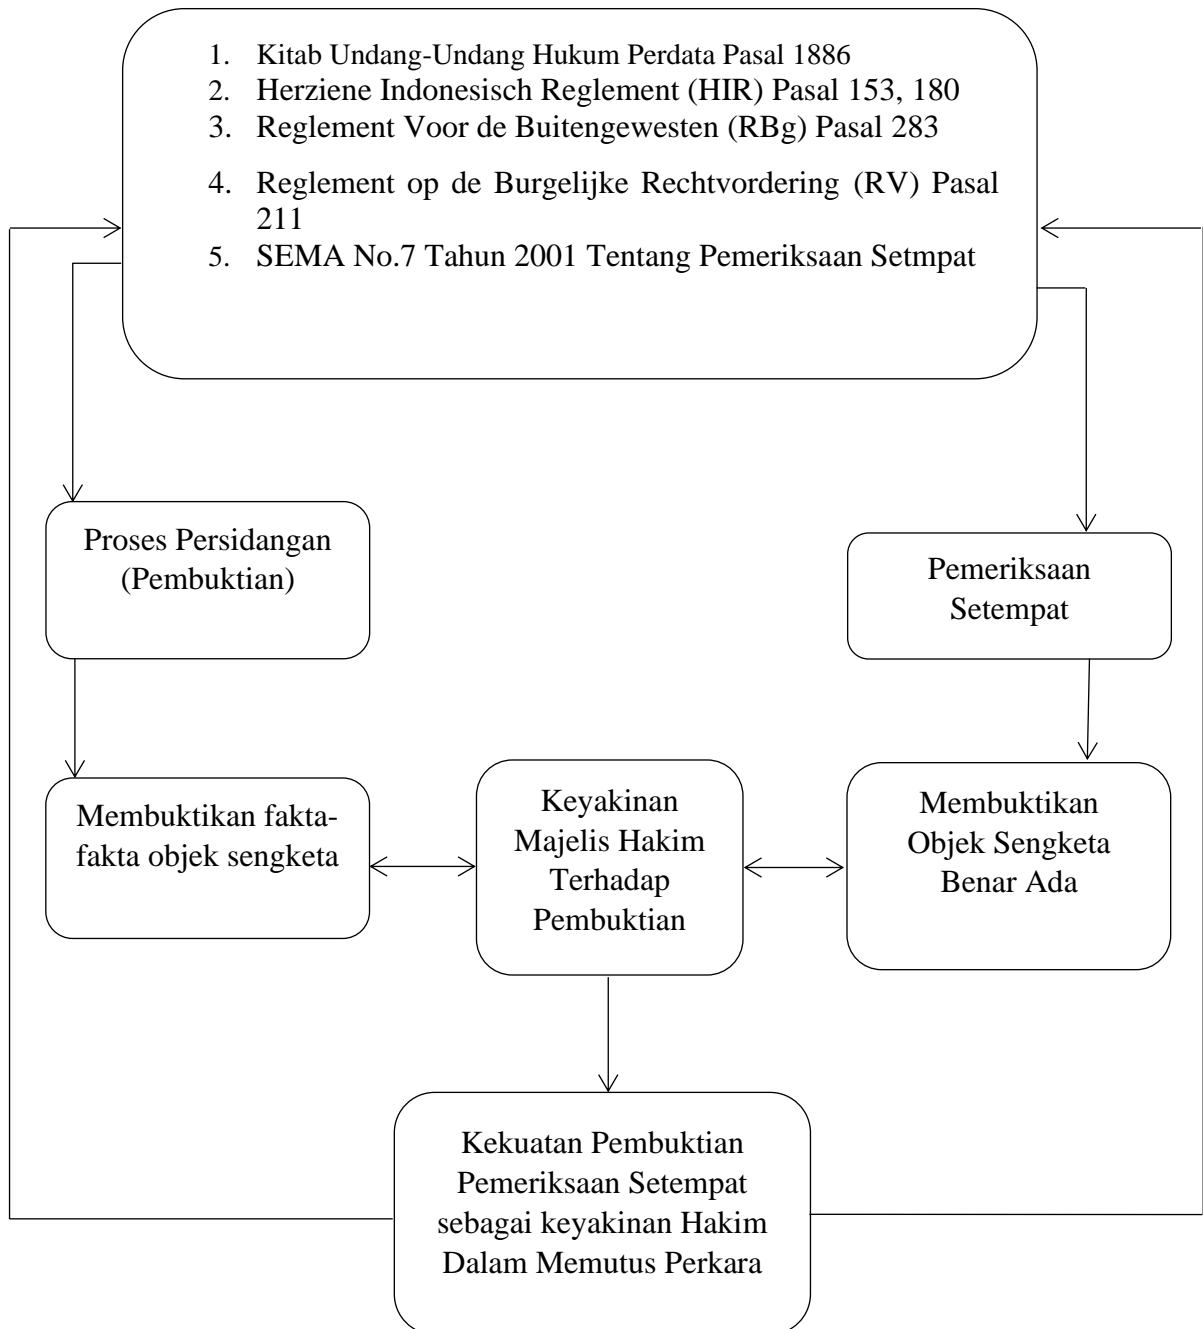 1. Kitab Undang-Undang Hukum Perdata Pasal 1886
2. Herziene Indonesisch Reglement (HIR) Pasal 153, 180
3. Reglement Voor de Buitengewesten (RBg) Pasal 283
4. Reglement op de Burgelijke Rechtvordering (RV) Pasal
211
5. SEMA No.7 Tahun 2001 Tentang Pemeriksaan Setmpat
Proses Persidangan
(Pembuktian)
Pemeriksaan
Setempat
Membuktikan fakta-
fakta objek sengketa
Keyakinan
Majelis Hakim
Terhadap
Pembuktian
Membuktikan
Objek Sengketa
Benar Ada
Kekuatan Pembuktian
Pemeriksaan Setempat
sebagai keyakinan Hakim
Dalam Memutus Perkara